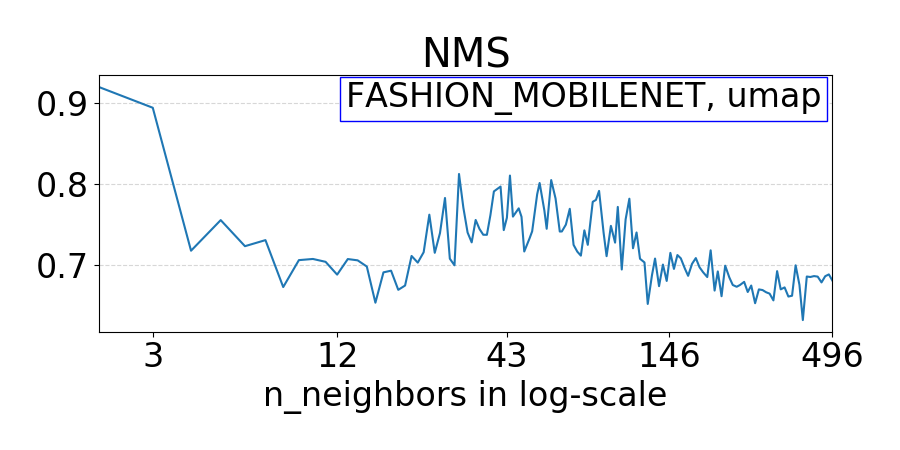 NMS
FASHION_MOBILENET, umap
0.9
0.8
0.7
3 12 43 146 496
n_neighbors in log-scale